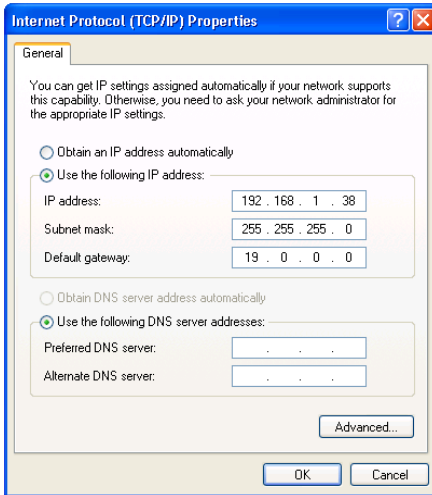 Internet Protocol (TCP/IP) Properties
General
You can get IP settings assigned automatically if your network supports
this capability. Otherwise, you need to ask your network administrator for
the appropriate IP settings.
Obtain an IP address automatically
Use the following IP address:
IP address: 192 . 168 . 1 . 38
Subnet mask: 255 . 255 . 255 . 0
Default gateway: 19 . 0 . 0 . 0
Obtain DNS server address automatically
Use the following DNS server addresses:
Preferred DNS server: . . .
Alternate DNS server: . . .
Advanced...
OK Cancel